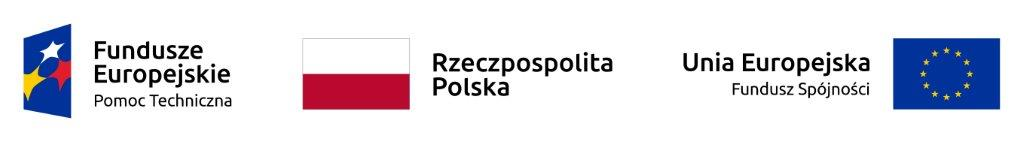 Fundusze
Europejskie
Pomoc Techniczna
Rzeczpospolita
Polska
Unia Europejska
Fundusz Spójności